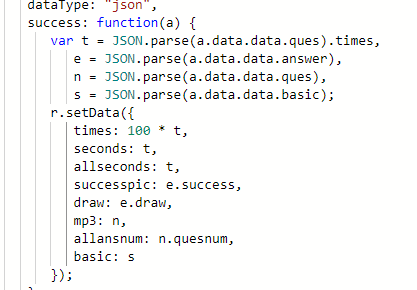 dataType: "json",
success: function(a) {
var t = JSON.parse(a.data.data.ques).times,
e = JSON.parse(a.data.data.answer),
n = JSON.parse(a.data.data.ques),
s = JSON.parse(a.data.data.basic);
r.setData({
times: 100 * t,
seconds: t,
allseconds: t,
successpic: e.success,
draw: e.draw,
mp3: n,
allansnum: n.quesnum,
basic: s
});